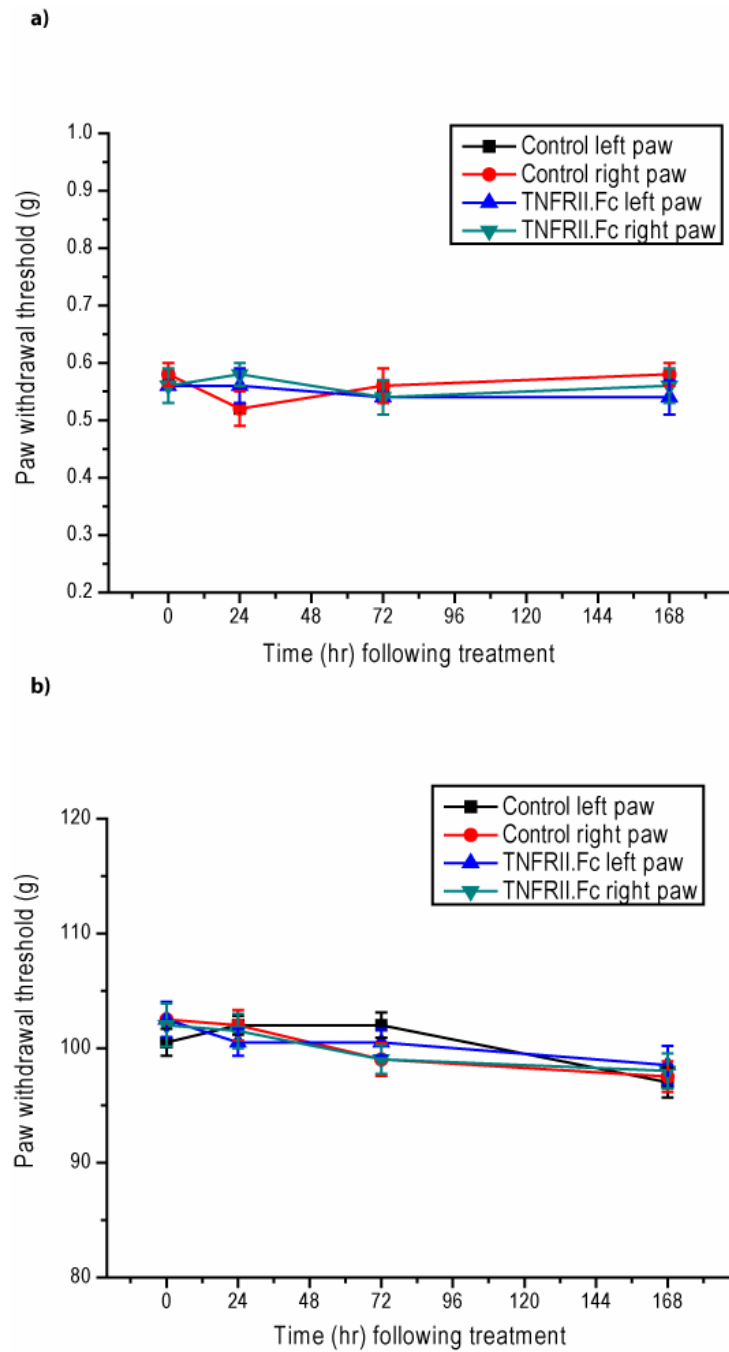 a)
Control left paw
Control right paw
TNFRII.Fc left paw
TNFRII.Fc right paw
Paw withdrawal threshold (g)
1.0
0.9
0.8
0.7
0.6
0.5
0.4
0.3
0.2
0 24 48 72 96 120 144 168
Time (hr) following treatment
b)
Control left paw
Control right paw
TNFRII.Fc left paw
TNFRII.Fc right paw
Paw withdrawal threshold (g)
120
110
100
90
80
0 24 48 72 96 120 144 168
Time (hr) following treatment